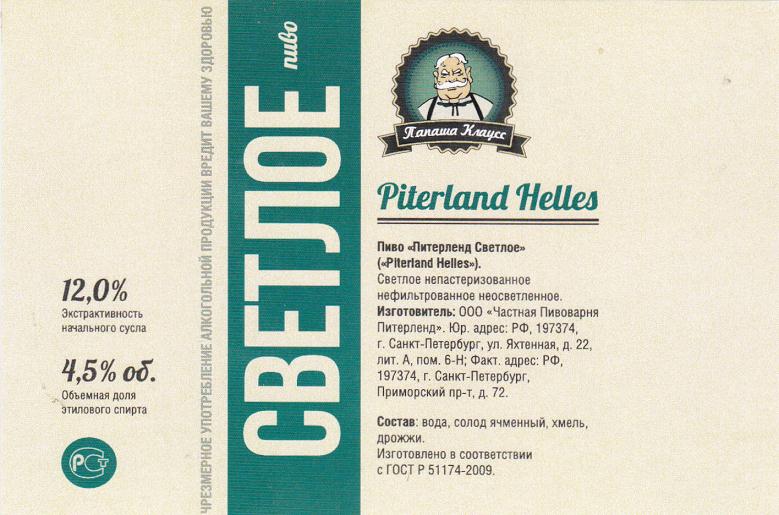 12,0%
Экстрактивность
начального сусла
4,5% об.
Объемная доля
этилового спирта
РСТ
ЧРЕЗМЕРНОЕ УПОТРЕБЛЕНИЕ АЛКОГОЛЬНОЙ ПРОДУКЦИИ ВРЕДИТ ВАШЕМУ ЗДОРОВЬЮ
СВЕТЛОЕ пиво
Папаша Клаусс
Piterland Helles
Пиво «Питерленд Светлое»
(«Piterland Helles»).
Светлое непастеризованное
нефильтрованное неосветленное.
Изготовитель: ООО «Частная Пивоварня
Питерленд». Юр. адрес: РФ, 197374,
г. Санкт-Петербург, ул. Яхтенная, д. 22,
лит. А, пом. 6-Н; Факт. адрес: РФ,
197374, г. Санкт-Петербург,
Приморский пр-т, д. 72.
Состав: вода, солод ячменный, хмель,
дрожжи.
Изготовлено в соответствии
с ГОСТ Р 51174-2009.